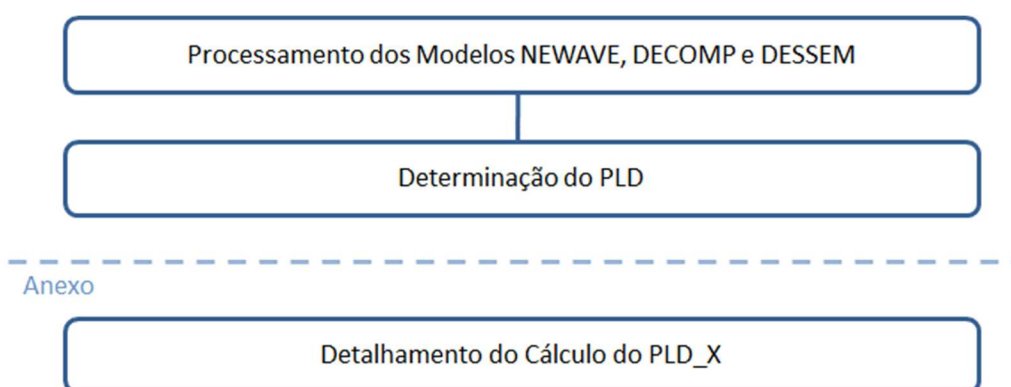 Processamento dos Modelos NEWAVE, DECOMP e DESSEM
Determinação do PLD
Anexo
Detalhamento do Cálculo do PLD_X